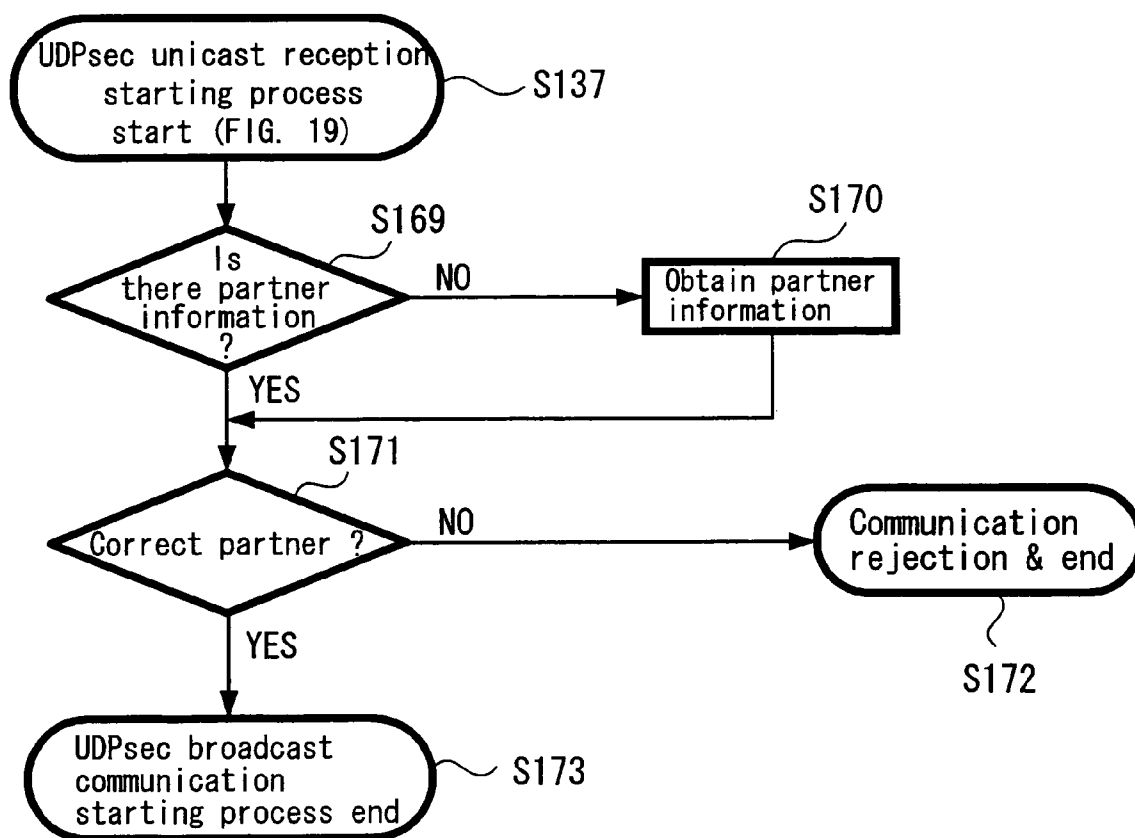 UDPsec unicast reception
starting process
start (FIG. 19)
S137
S169
Is
there partner
information
?
NO
S170
Obtain partner
information
YES
S171
Correct partner ?
NO
Communication
rejection & end
S172
YES
UDPsec broadcast
communication
starting process end
S173